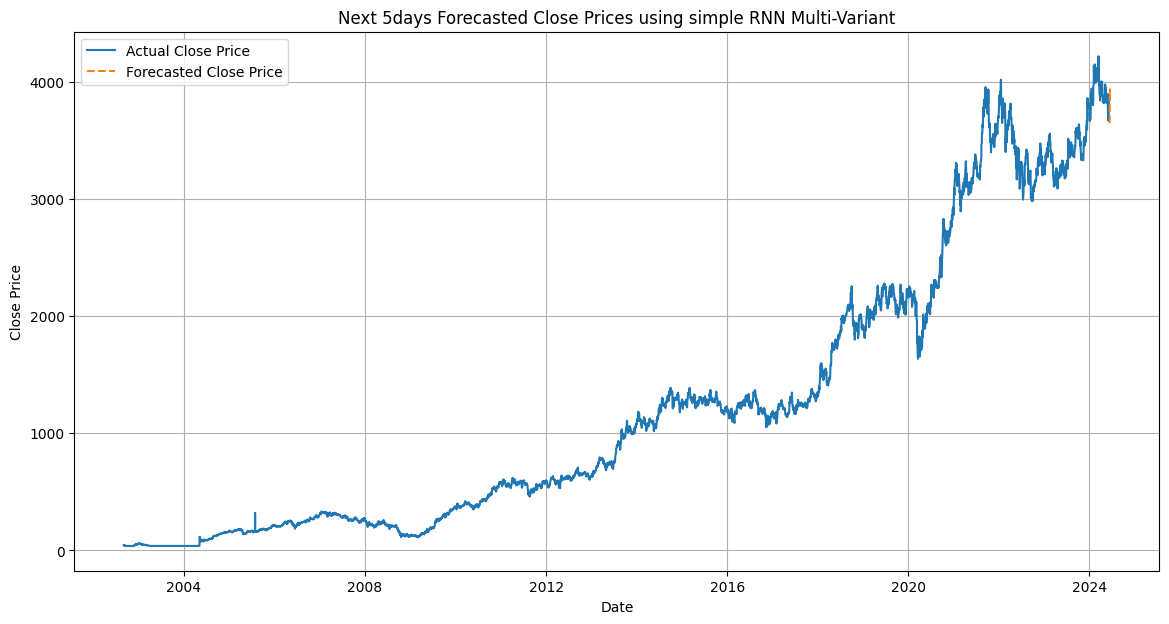 Next 5days Forecasted Close Prices using simple RNN Multi-Variant
Actual Close Price
Forecasted Close Price
Close Price
4000
3000
2000
1000
0
2004
2008
2012
2016
2020
2024
Date